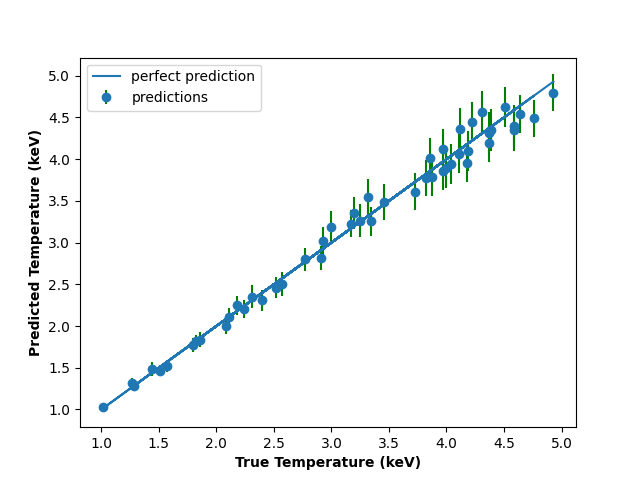 perfect prediction
predictions
5.0
4.5
4.0
3.5
3.0
2.5
2.0
1.5
1.0
Predicted Temperature (keV)
1.0 1.5 2.0 2.5 3.0 3.5 4.0 4.5 5.0
True Temperature (keV)